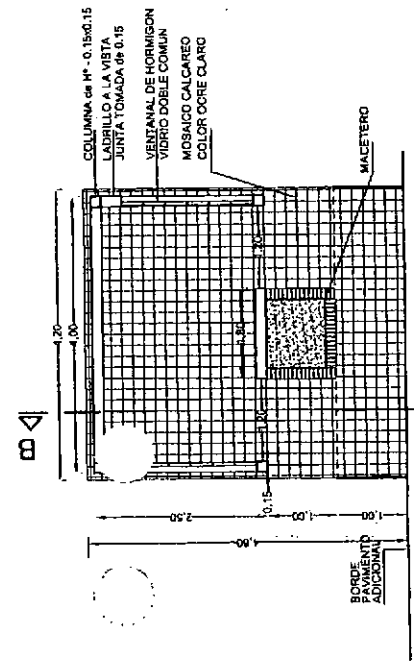 COLUMNA de Hº - 0.15x0.15
LADRILLO A LA VISTA
JUNTA TOMADA de 0.15
VENTANAL DE HORMIGON
VIDRIO DOBLE COMUN
MOSAICO CALCAREO
COLOR OCRE CLARO
MACETERO
4,20
4,00
B
1,20
0,80
1,20
0,15
2,50
1,00
1,00
4,60
BORDE
PAVIMENTO
ADICIONAL